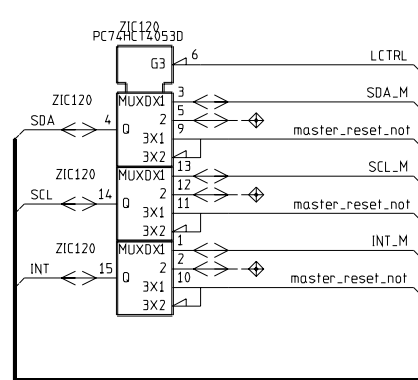 ZIC120
PC74HCT4053D
G3
6
LCTRL
ZIC120
MUXDX1
3
SDA_M
SDA
4
Q
2
5
3X1
9
master_reset_not
3X2
ZIC120
MUXDX1
13
SCL_M
SCL
14
Q
2
12
3X1
11
master_reset_not
3X2
ZIC120
MUXDX1
1
INT_M
INT
15
Q
2
2
3X1
10
master_reset_not
3X2